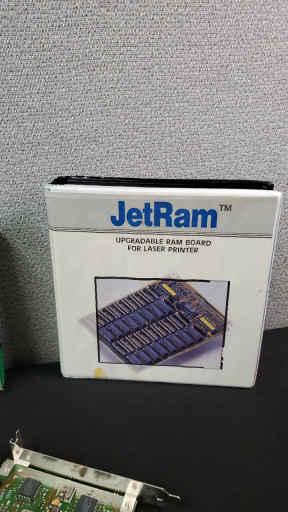 JetRam™
UPGRADABLE RAM BOARD
FOR LASER PRINTER